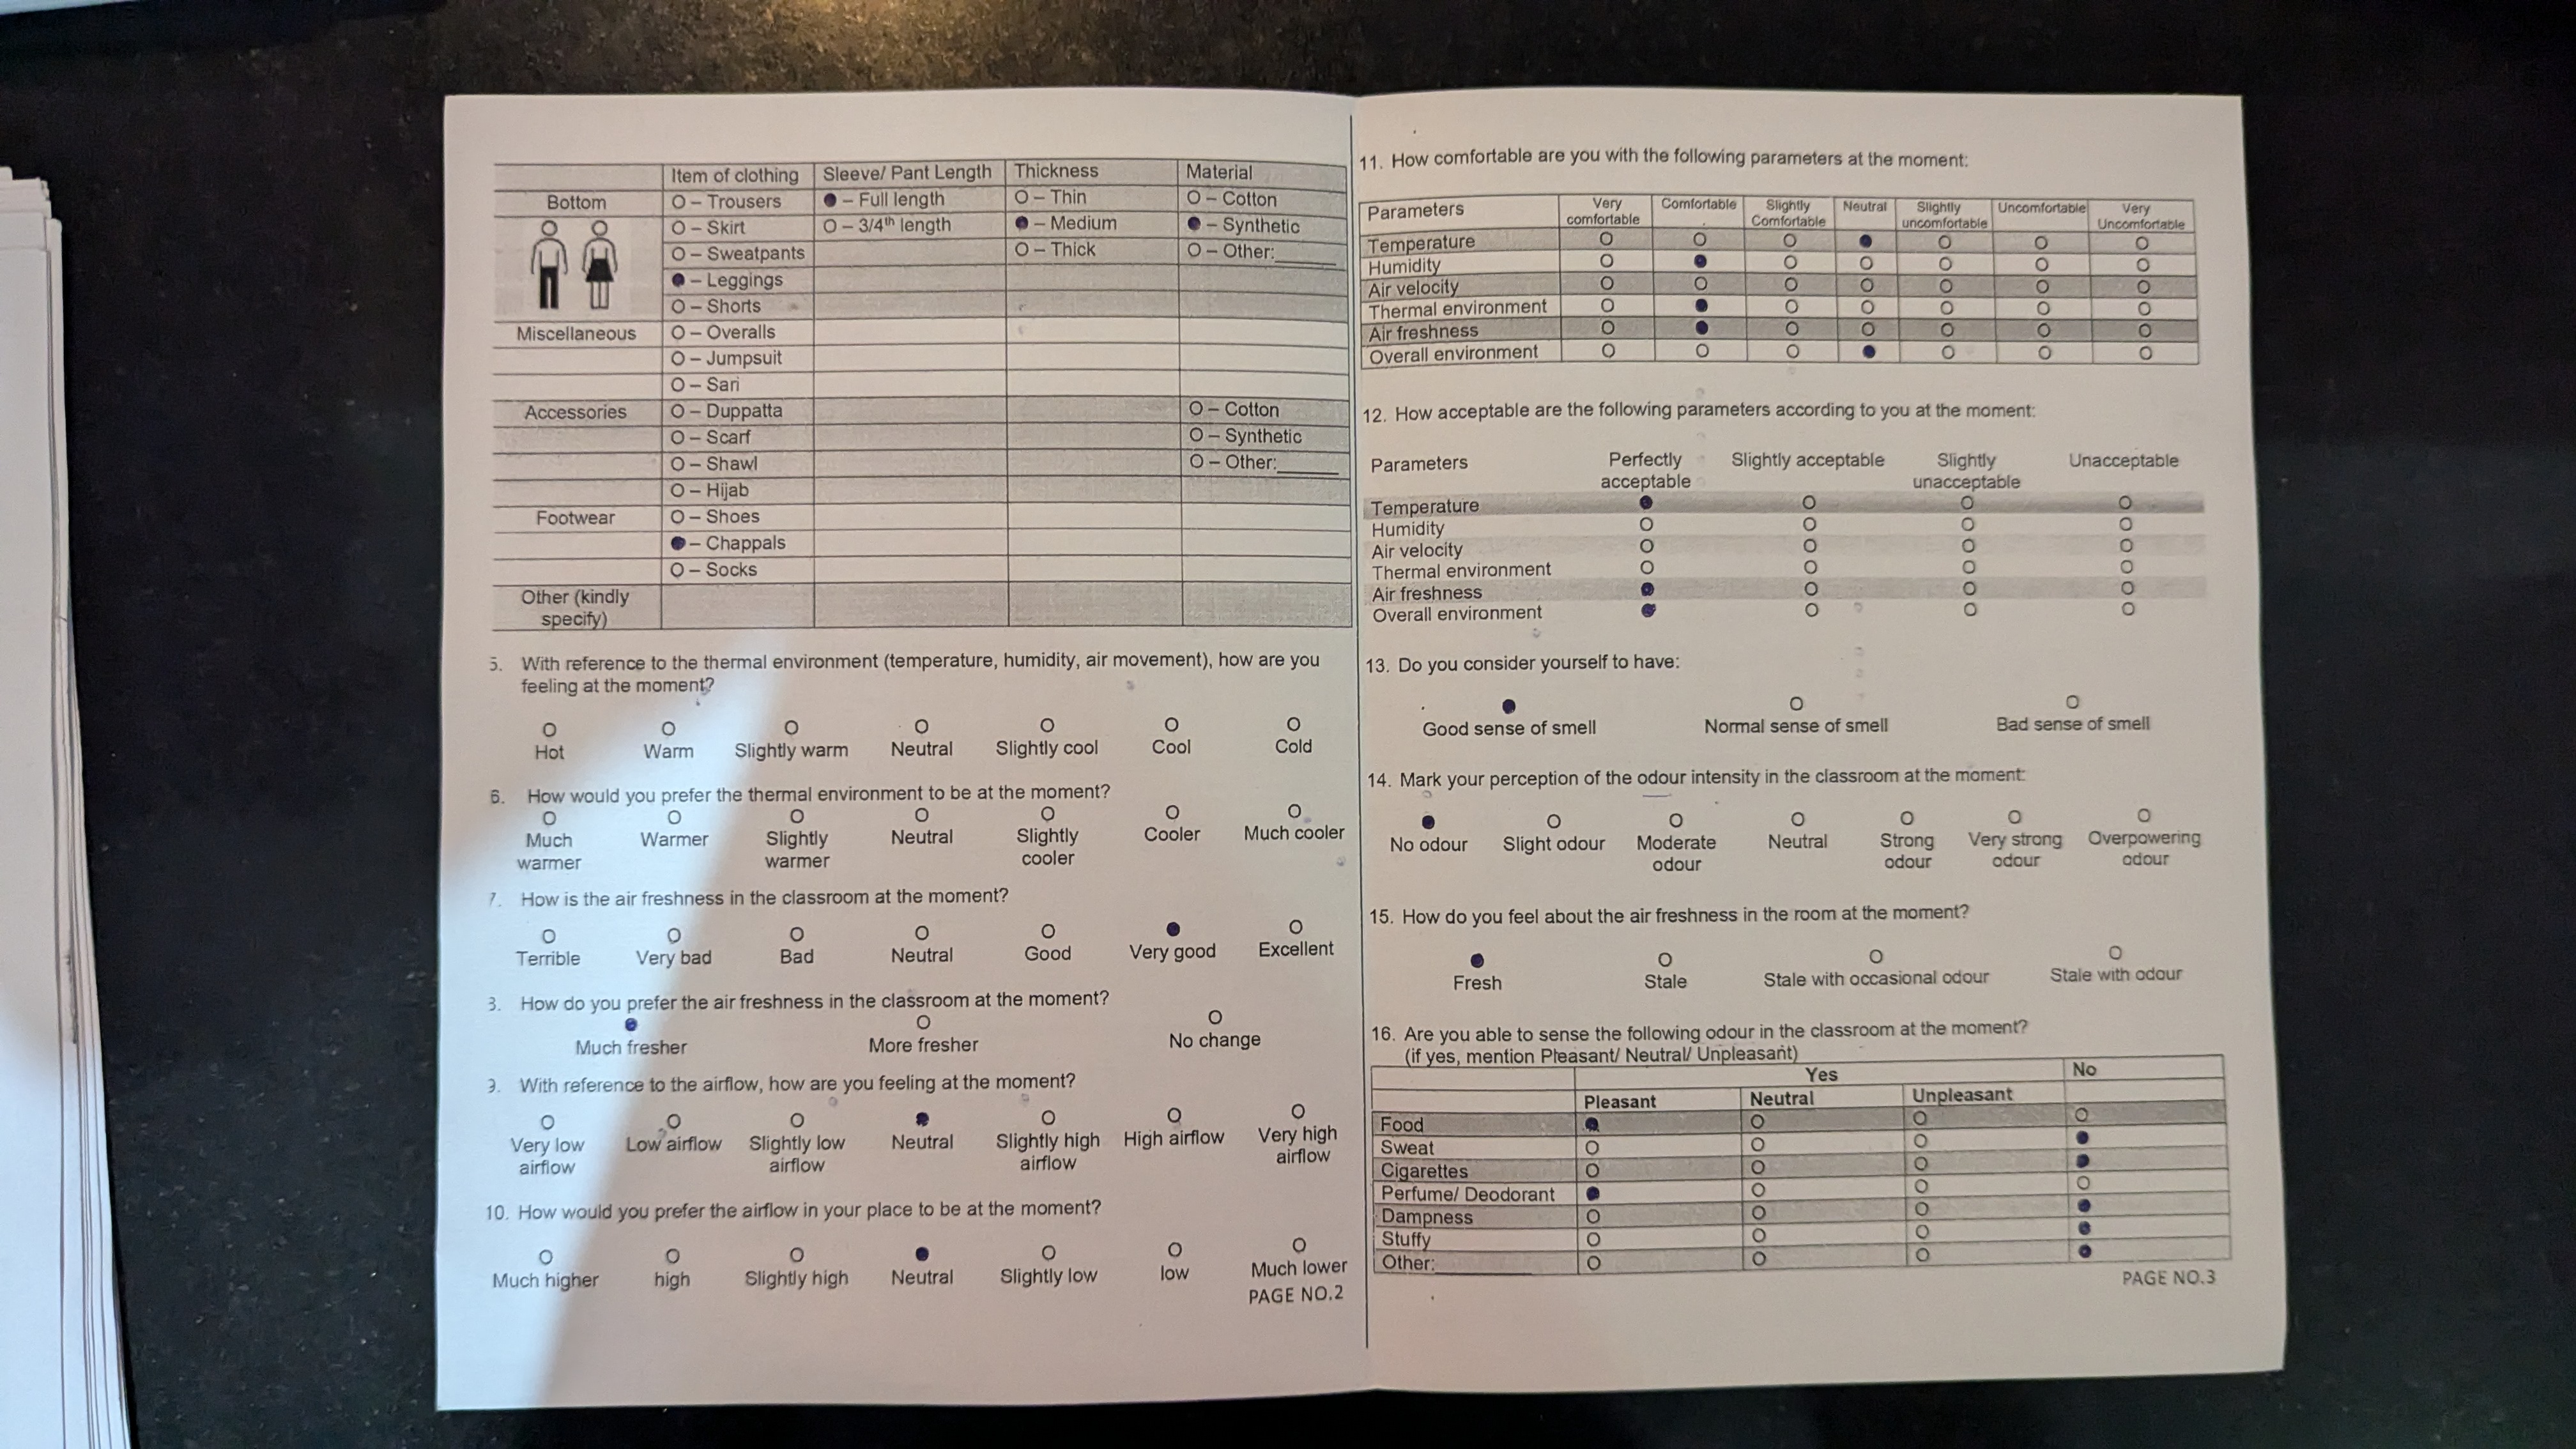 Item of clothing Sleeve/ Pant Length Thickness Material
Bottom O – Trousers ● – Full length O – Thin O – Cotton
O – Skirt O – 3/4th length ● – Medium ● – Synthetic
O – Sweatpants O – Thick O – Other:______
● – Leggings
O – Shorts
Miscellaneous O – Overalls
O – Jumpsuit
O – Sari
Accessories O – Duppatta O – Cotton
O – Scarf O – Synthetic
O – Shawl O – Other:______
O – Hijab
Footwear O – Shoes
● – Chappals
O – Socks
Other (kindly
specify)
5. With reference to the thermal environment (temperature, humidity, air movement), how are you
feeling at the moment?
O O O O O O O
Hot Warm Slightly warm Neutral Slightly cool Cool Cold
6. How would you prefer the thermal environment to be at the moment?
O O O O O O O
Much Warmer Slightly Neutral Slightly Cooler Much cooler
warmer warmer cooler
7. How is the air freshness in the classroom at the moment?
O O O O O ● O
Terrible Very bad Bad Neutral Good Very good Excellent
How do you prefer the air freshness in the classroom at the moment?
● O O
Much fresher More fresher No change
With reference to the airflow, how are you feeling at the moment?
O O O ● O O O
Very low Low airflow Slightly low Neutral Slightly high High airflow Very high
airflow airflow airflow airflow
10. How would you prefer the airflow in your place to be at the moment?
O O O ● O O O
Much higher high Slightly high Neutral Slightly low low Much lower
PAGE NO.2
11. How comfortable are you with the following parameters at the moment:
Parameters Very Comfortable Slightly Neutral Slightly Uncomfortable Very
comfortable Comfortable uncomfortable Uncomfortable
Temperature O O O ● O O O
Humidity O ● O O O O O
Air velocity O O O O O O O
Thermal environment O ● O O O O O
Air freshness O ● O O O O O
Overall environment O O O ● O O O
12. How acceptable are the following parameters according to you at the moment:
Parameters Perfectly Slightly acceptable Slightly Unacceptable
acceptable unacceptable
Temperature ● O O O
Humidity O O O O
Air velocity O O O O
Thermal environment O O O O
Air freshness ● O O O
Overall environment ● O O O
13. Do you consider yourself to have:
● O O
Good sense of smell Normal sense of smell Bad sense of smell
14. Mark your perception of the odour intensity in the classroom at the moment:
● O O O O O O
No odour Slight odour Moderate Neutral Strong Very strong Overpowering
odour odour odour odour
15. How do you feel about the air freshness in the room at the moment?
● O O O
Fresh Stale Stale with occasional odour Stale with odour
16. Are you able to sense the following odour in the classroom at the moment?
(if yes, mention Pleasant/ Neutral/ Unpleasant)
Yes No
Pleasant Neutral Unpleasant
Food ● O O O
Sweat O O O ●
Cigarettes O O O ●
Perfume/ Deodorant ● O O O
Dampness O O O ●
Stuffy O O O ●
Other:__________ O O O ●
PAGE NO.3